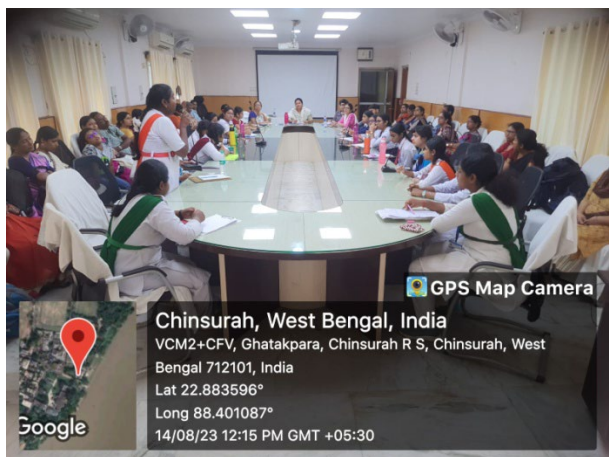 GPS Map Camera
Chinsurah, West Bengal, India
VCM2+CFV, Ghatakpara, Chinsurah R S, Chinsurah, West
Bengal 712101, India
Lat 22.883596°
Long 88.401087°
14/08/23 12:15 PM GMT +05:30
Google